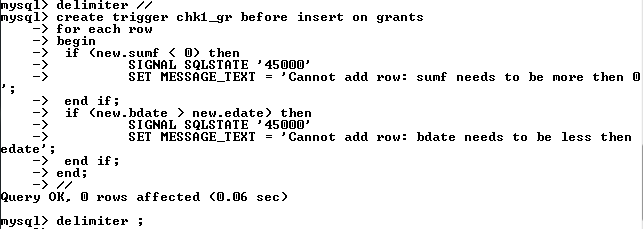 mysql> delimiter //
mysql> create trigger chk1_gr before insert on grants
    -> for each row
    -> begin
    ->  if (new.sumf < 0) then
    ->          SIGNAL SQLSTATE '45000'
    ->          SET MESSAGE_TEXT = 'Cannot add row: sumf needs to be more then 0
';
    ->  end if;
    ->  if (new.bdate > new.edate) then
    ->          SIGNAL SQLSTATE '45000'
    ->          SET MESSAGE_TEXT = 'Cannot add row: bdate needs to be less then
edate';
    ->  end if;
    -> end;
    -> //
Query OK, 0 rows affected (0.06 sec)

mysql> delimiter ;